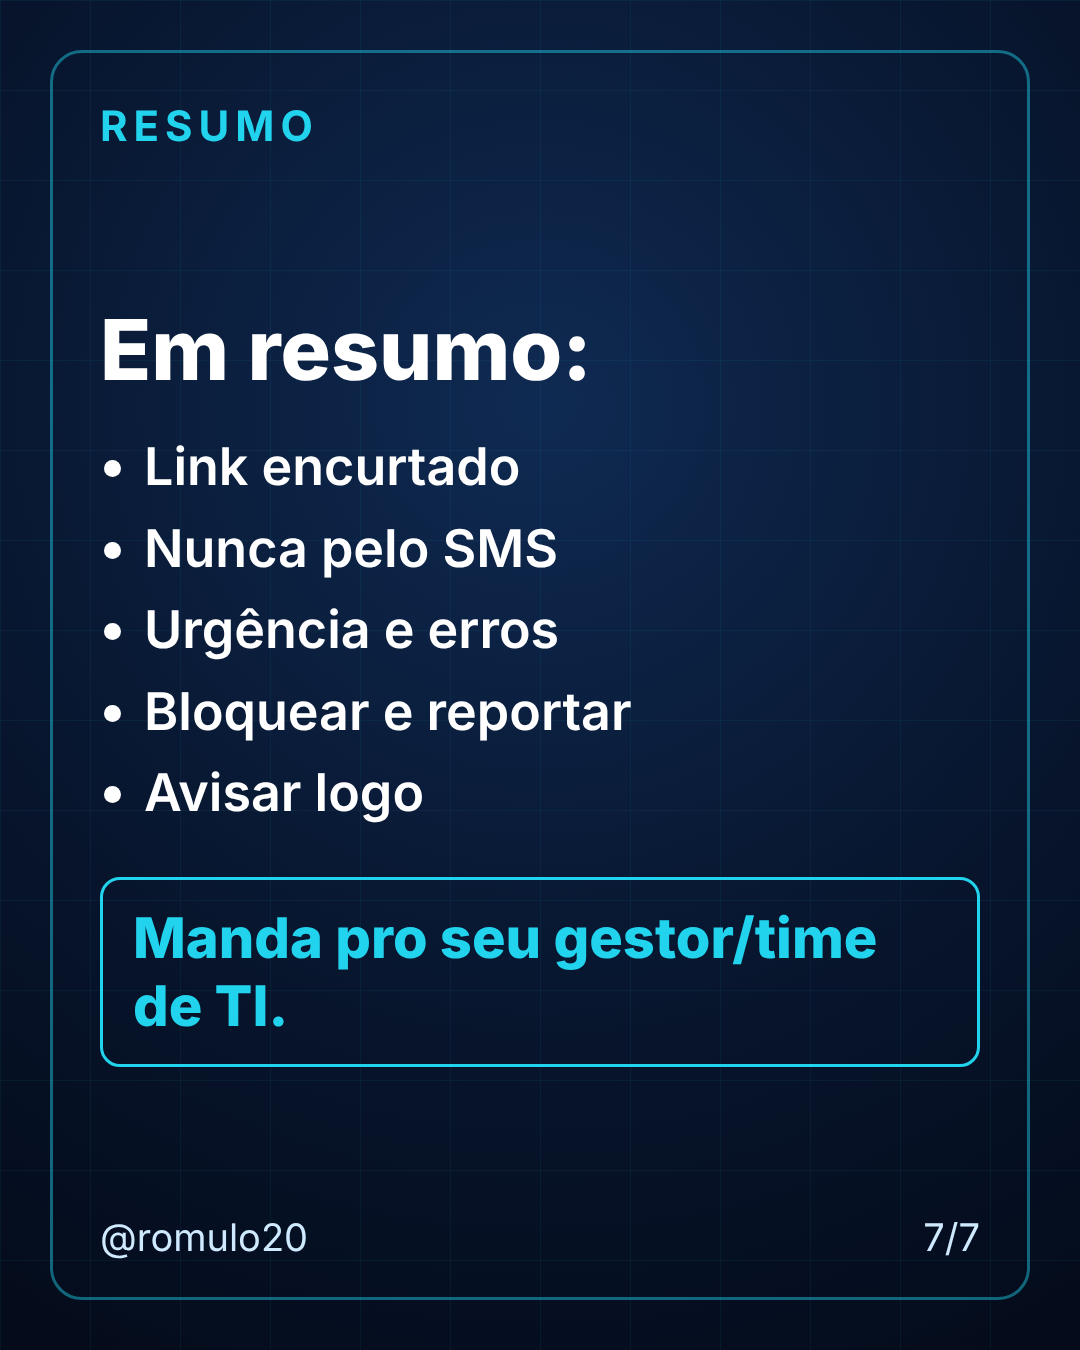 RESUMO
Em resumo:
• Link encurtado
• Nunca pelo SMS
• Urgência e erros
• Bloquear e reportar
• Avisar logo
Manda pro seu gestor/time
de TI.
@romulo20
7/7